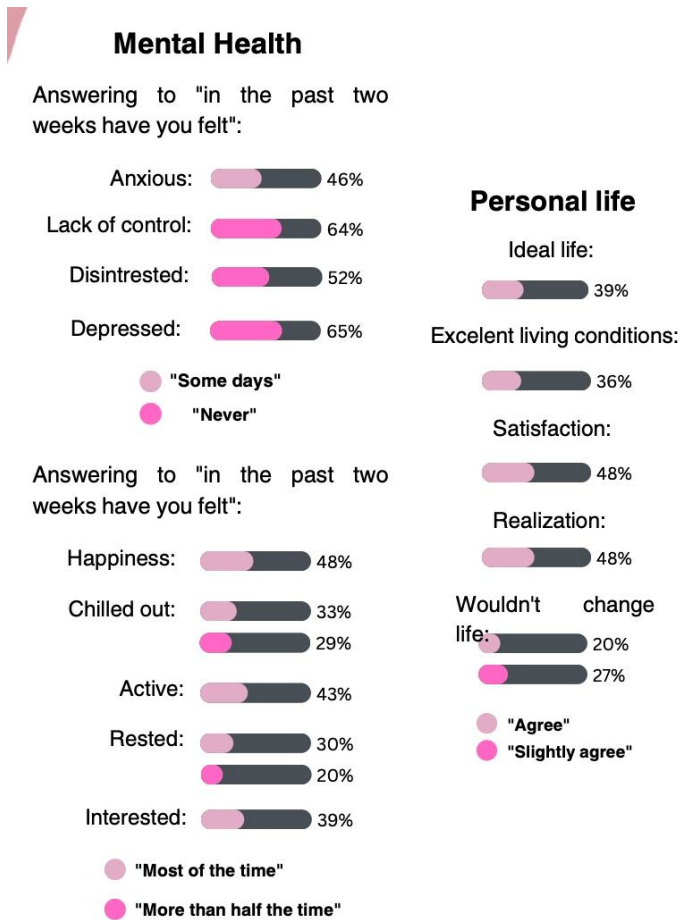 Mental Health
Answering to "in the past two
weeks have you felt":
Anxious: 46%
Lack of control: 64%
Disintrested: 52%
Depressed: 65%
"Some days"
"Never"
Answering to "in the past two
weeks have you felt":
Happiness: 48%
Chilled out: 33%
29%
Active: 43%
Rested: 30%
20%
Interested: 39%
"Most of the time"
"More than half the time"
Personal life
Ideal life:
39%
Excelent living conditions:
36%
Satisfaction:
48%
Realization:
48%
Wouldn't change
life:
20%
27%
"Agree"
"Slightly agree"